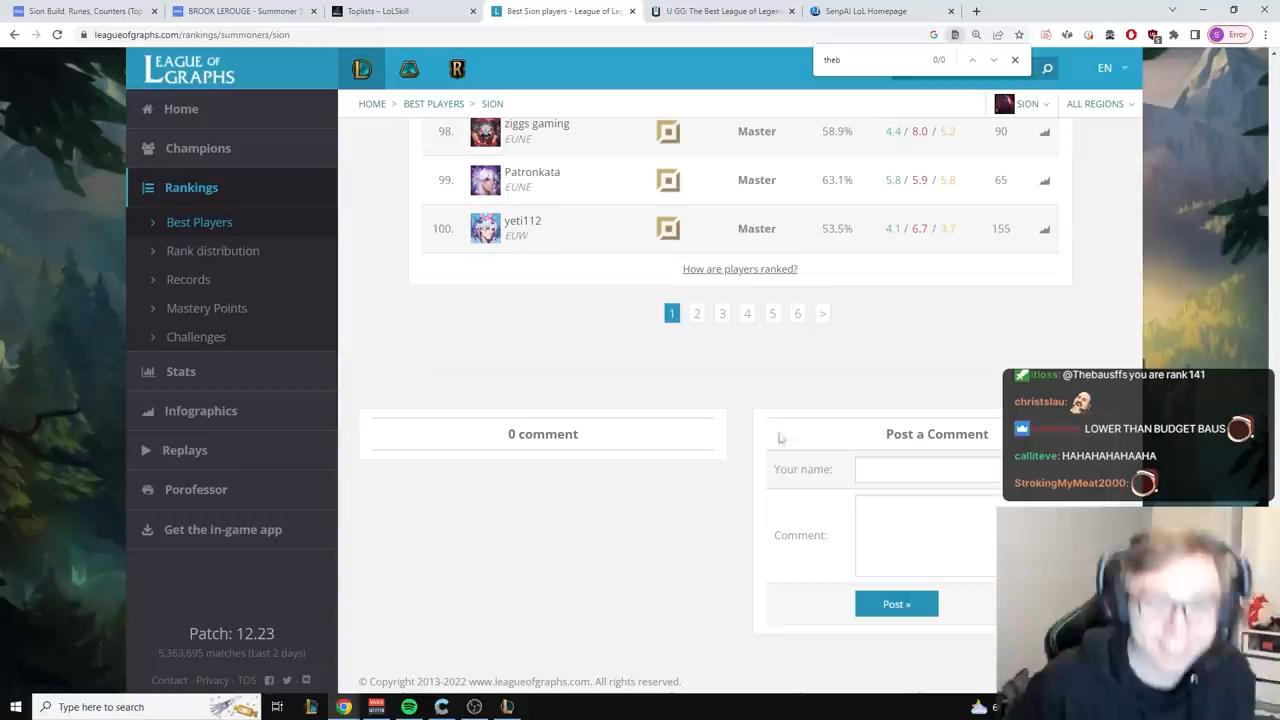 Sion Build, Runes, Counters (Top
BROOK LEROUGE - Summoner S
Toplists – LoLSkill
Best Sion players - League of Le
U GG: The Best League of Legen
SenpAI LoL Homepage
leagueofgraphs.com/rankings/summoners/sion
Error
LEAGUE OF GRAPHS
theb 0/0
EN
Home
HOME > BEST PLAYERS > SION
SION
ALL REGIONS
Champions
Rankings
Best Players
Rank distribution
Records
Mastery Points
Challenges
Stats
Infographics
Replays
Porofessor
Get the in-game app
Patch: 12.23
5,363,695 matches (Last 2 days)
Contact - Privacy - TOS
98. ziggs gaming EUNE Master 58.9% 4.4 / 8.0 / 5.2 90
99. Patronkata EUNE Master 63.1% 5.8 / 5.9 / 5.8 65
100. yeti112 EUW Master 53.5% 4.1 / 6.7 / 3.7 155
How are players ranked?
1 2 3 4 5 6 >
0 comment
Post a Comment
Your name:
Comment:
Post »
© Copyright 2013-2022 www.leagueofgraphs.com. All rights reserved.
itloss: @Thebausffs you are rank 141
christslau:
LOWER THAN BUDGET BAUS
calliteve: HAHAHAHAHAAHA
StrokingMyMeat2000:
Type here to search